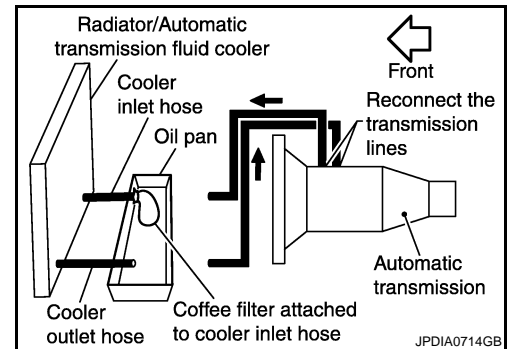 Radiator/Automatic
transmission fluid cooler
Cooler
inlet hose
Oil pan
Front
Reconnect the
transmission
lines
Automatic
transmission
Cooler
outlet hose
Coffee filter attached
to cooler inlet hose
JPDIA0714GB